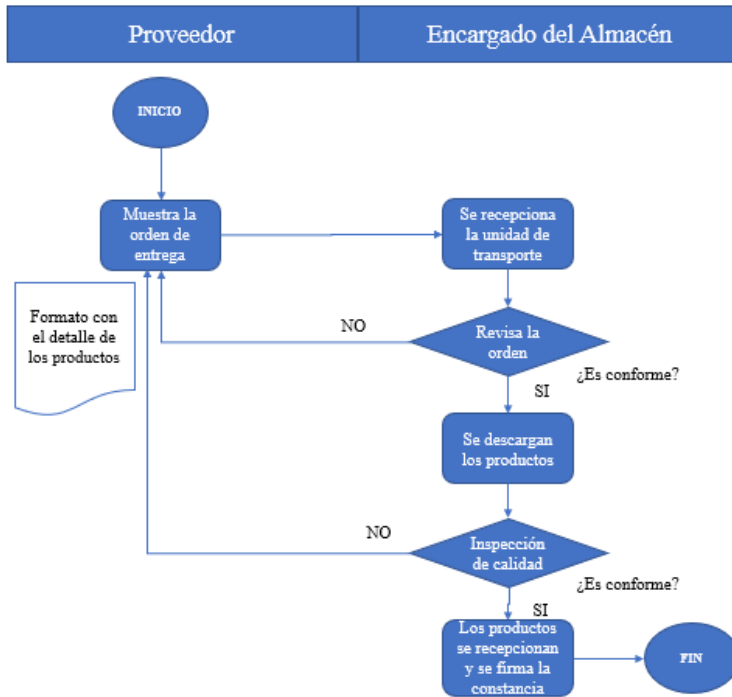 Proveedor
Encargado del Almacén
INICIO
Muestra la
orden de
entrega
Se recepciona
la unidad de
transporte
Formato con
el detalle de
los productos
NO
Revisa la
orden
¿Es conforme?
SI
Se descargan
los productos
NO
Inspección
de calidad
¿Es conforme?
SI
Los productos
se recepcionan
y se firma la
constancia
FIN